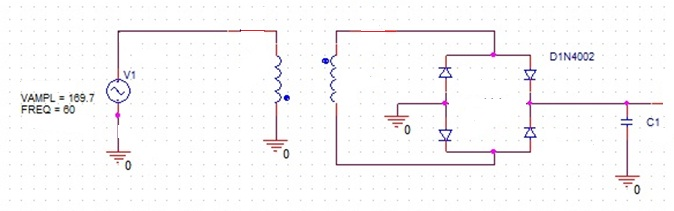 D1N4002
V1
VAMPL = 169.7
FREQ = 60
C1
0
0
0
0